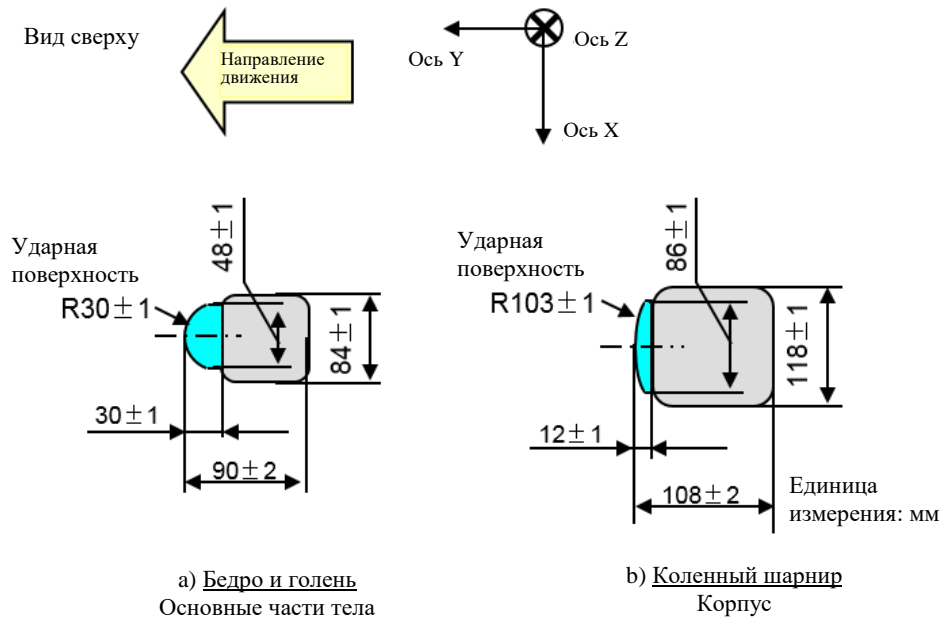 Вид сверху
Направление
движения
Ось Y
Ось Z
Ось X
Ударная
поверхность
R30±1
48±1
84±1
30±1
90±2
Ударная
поверхность
R103±1
86±1
118±1
12±1
108±2
Единица
измерения: мм
a) Бедро и голень
Основные части тела
b) Коленный шарнир
Корпус